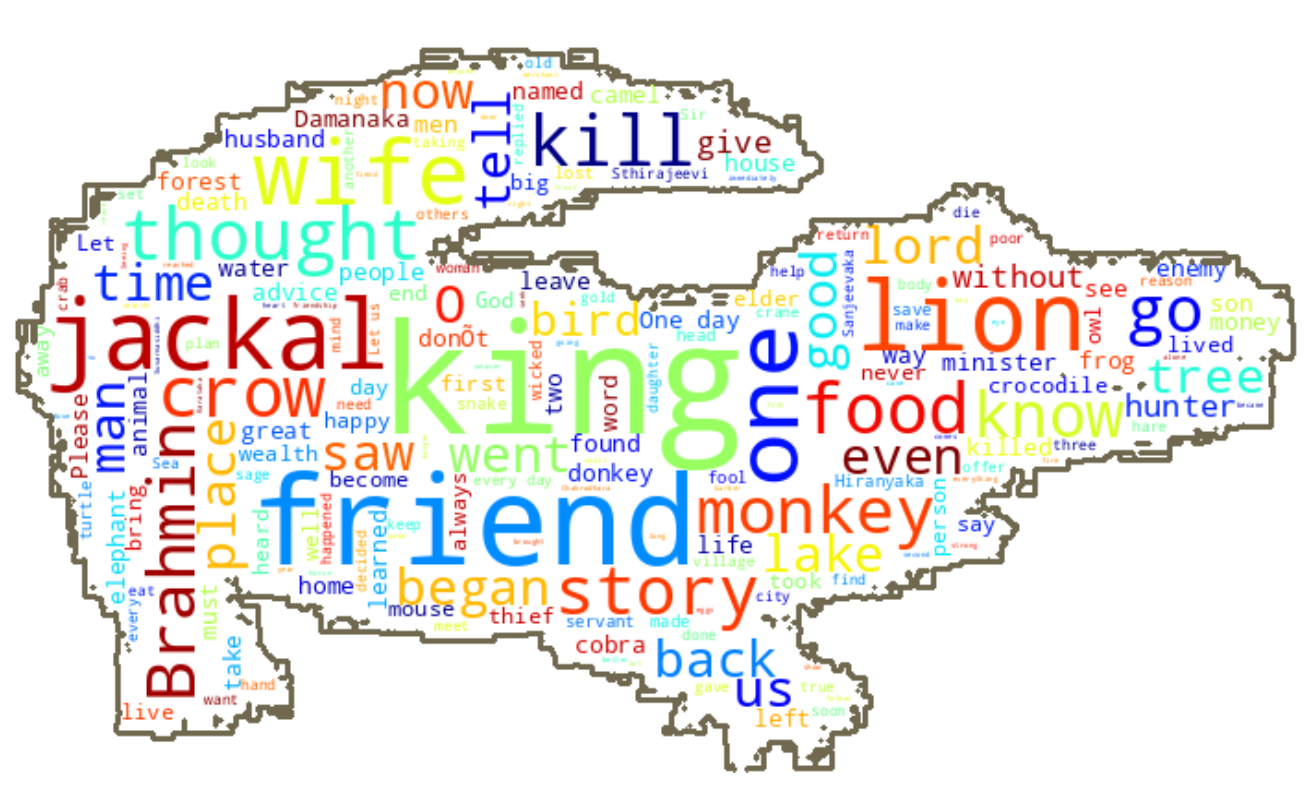 old
now
night
named
camel
Damanaka
men
Sir
tell
kill
give
husband
taking
replied
another
wife
look
house
forest
lost
Sthirajeevi
big
immediately
death
set
others
right
die
thought
Let
return
lord
poor
woman
time
water
people
leave
help
without
enemy
advice
end
God
gold
elder
good
Sanjeevaka
body
lion
see
reason
go
son
crab
jackal
mind
Let us
O
bird
One day
crane
save
make
owl
money
away
plan
donÕt
king
head
one
way
minister
frog
lived
man
animal
crow
day
need
happy
first
snake
wicked
two
word
daughter
never
crocodile
tree
food
know
hunter
hare
Please
Brahmin
place
great
wealth
saw
went
found
even
killed
three
Sea
sage
become
every day
donkey
fool
Hiranyaka
offer
everything
turtle
elephant
bring
heard
well
happened
friend
always
monkey
person
say
strong
keep
life
village
lake
second
decided
learned
home
began
story
took
find
city
every
eat
must
mouse
thief
servant
made
meet
done
cobra
take
back
hand
want
gave
us
true
live
left
soon